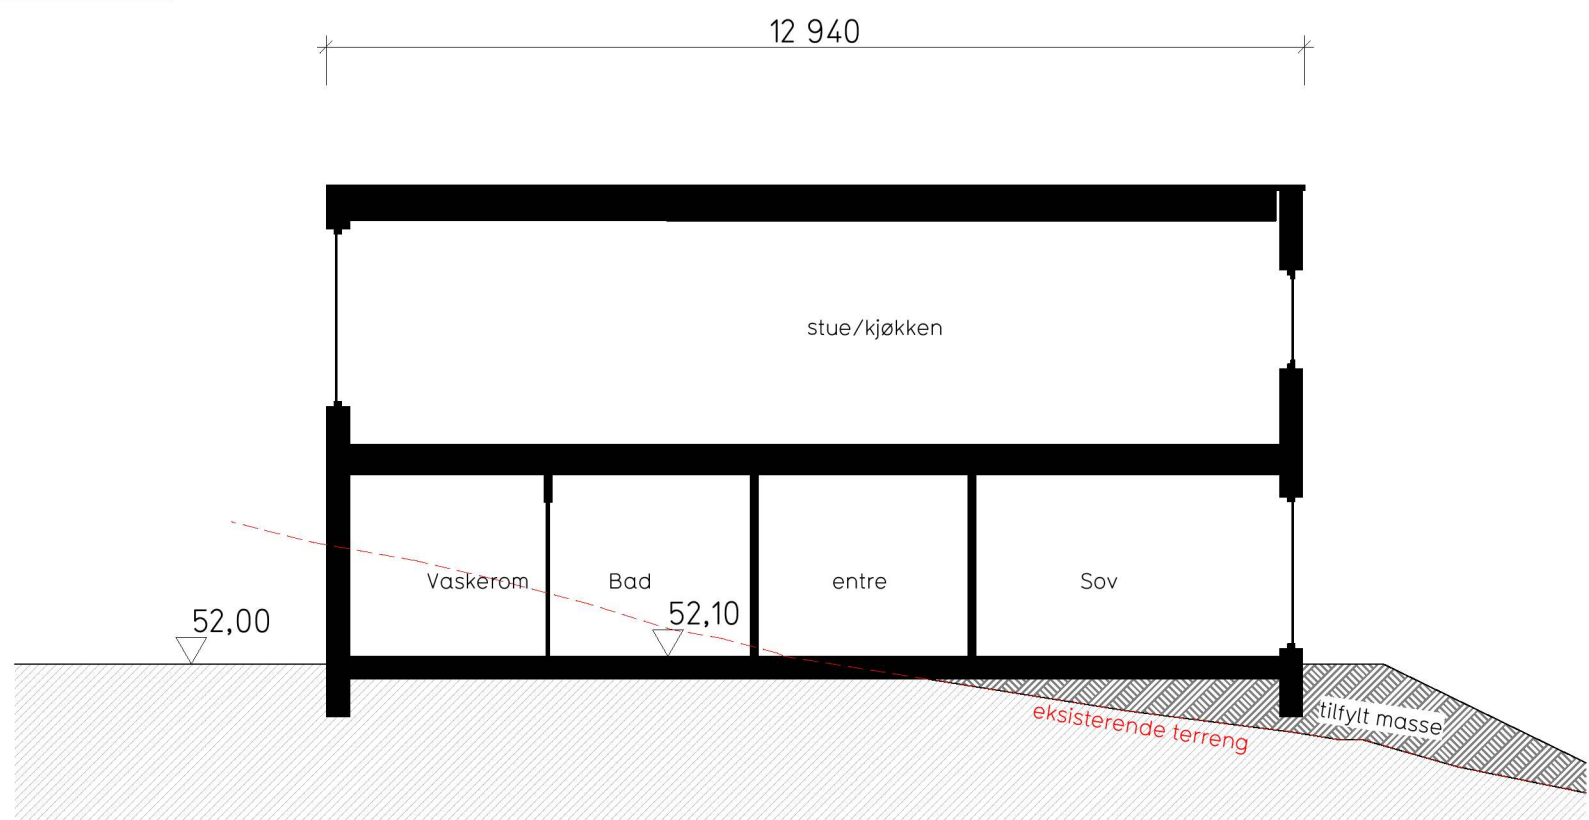 12 940
stue/kjøkken
Vaskerom
Bad
entre
Sov
52,00
52,10
eksisterende terreng
tilfylt masse